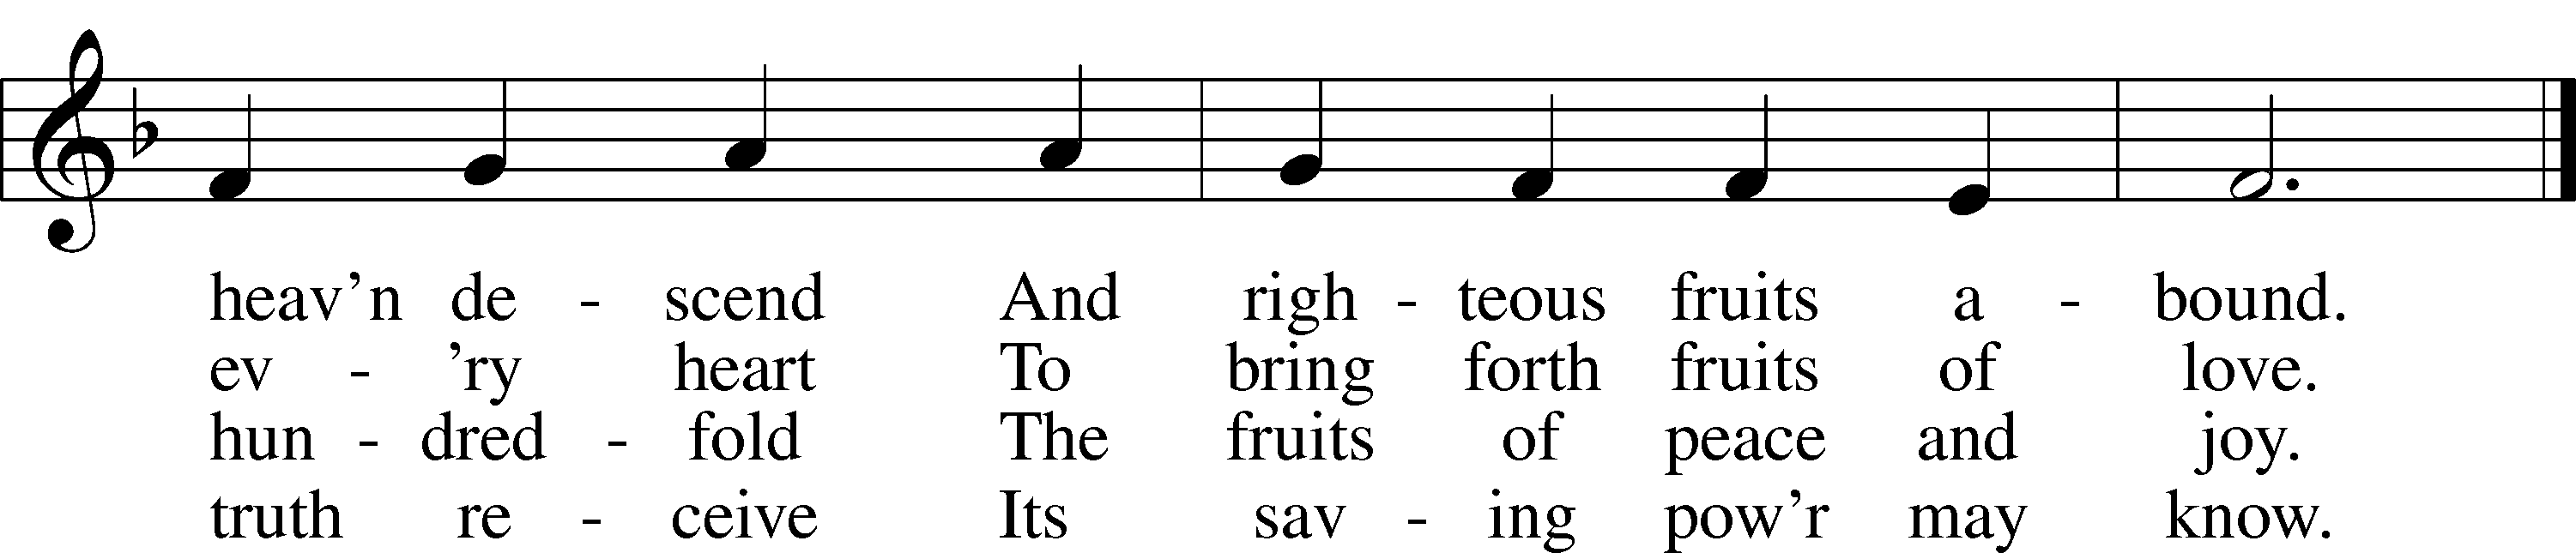 heav’n de - scend And righ - teous fruits a - bound.
ev - ’ry heart To bring forth fruits of love.
hun - dred - fold The fruits of peace and joy.
truth re - ceive Its sav - ing pow'r may know.